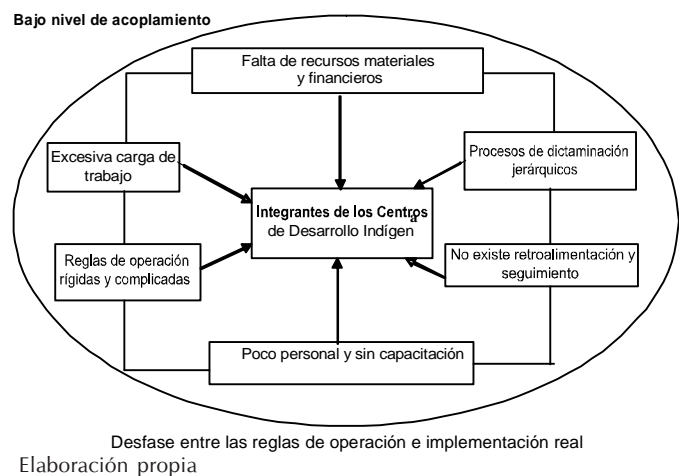 Bajo nivel de acoplamiento
Falta de recursos materiales
y financieros
Excesiva carga de
trabajo
Procesos de dictaminación
jerárquicos
Integrantes de los Centros
de Desarrollo Indígena
Reglas de operación
rígidas y complicadas
No existe retroalimentación y
seguimiento
Poco personal y sin capacitación
Desfase entre las reglas de operación e implementación real
Elaboración propia